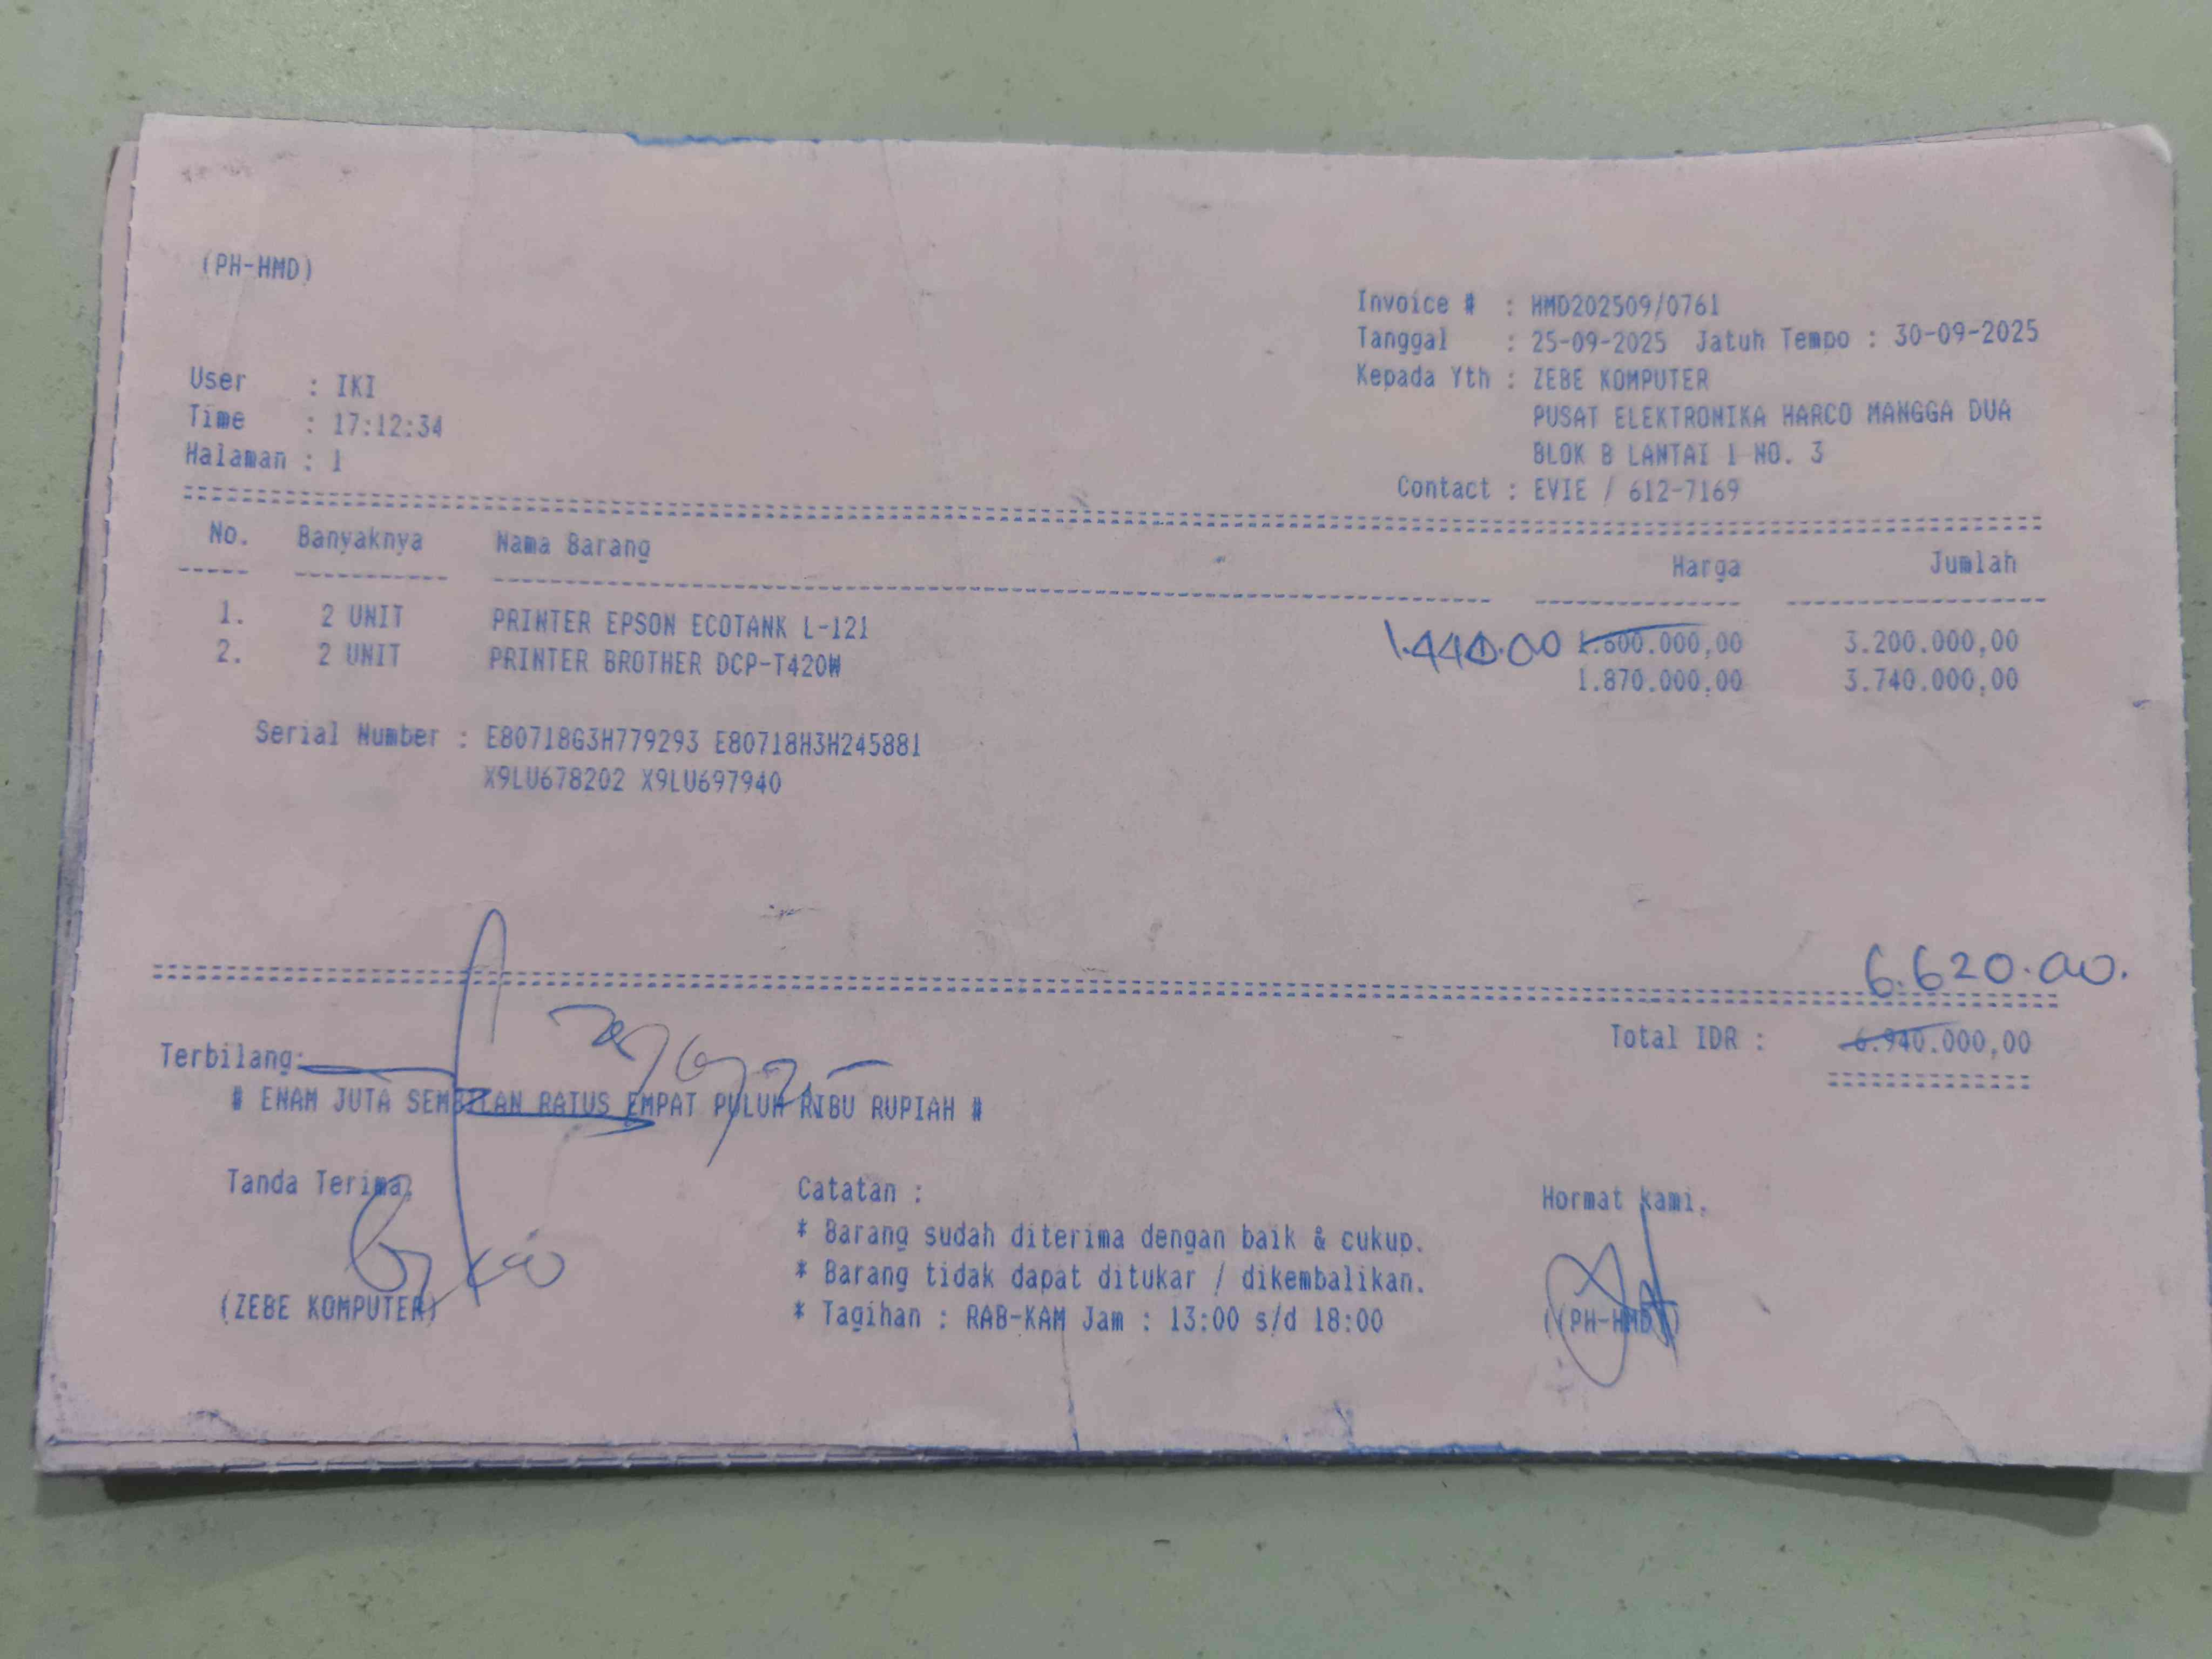 (PH-HMD)
Invoice # : HMD202509/0761
Tanggal : 25-09-2025 Jatuh Tempo : 30-09-2025
Kepada Yth : ZEBE KOMPUTER
PUSAT ELEKTRONIKA HARCO MANGGA DUA
BLOK B LANTAI 1 NO. 3
Contact : EVIE / 612-7169
User : IKI
Time : 17:12:34
Halaman : 1
No. Banyaknya Nama Barang Harga Jumlah
1. 2 UNIT PRINTER EPSON ECOTANK L-121 1.440.00 1.600.000,00 3.200.000,00
2. 2 UNIT PRINTER BROTHER DCP-T420W 1.870.000,00 3.740.000,00
Serial Number : E80718G3H779293 E80718H3H245881
X9LU678202 X9LU697940
6.620.00.
Total IDR : 6.940.000,00
Terbilang:
# ENAM JUTA SEMBILAN RATUS EMPAT PULUH RIBU RUPIAH #
Tanda Terima,
(ZEBE KOMPUTER)
Catatan :
* Barang sudah diterima dengan baik & cukup.
* Barang tidak dapat ditukar / dikembalikan.
* Tagihan : RAB-KAM Jam : 13:00 s/d 18:00
Hormat kami,
(PH-HMD)